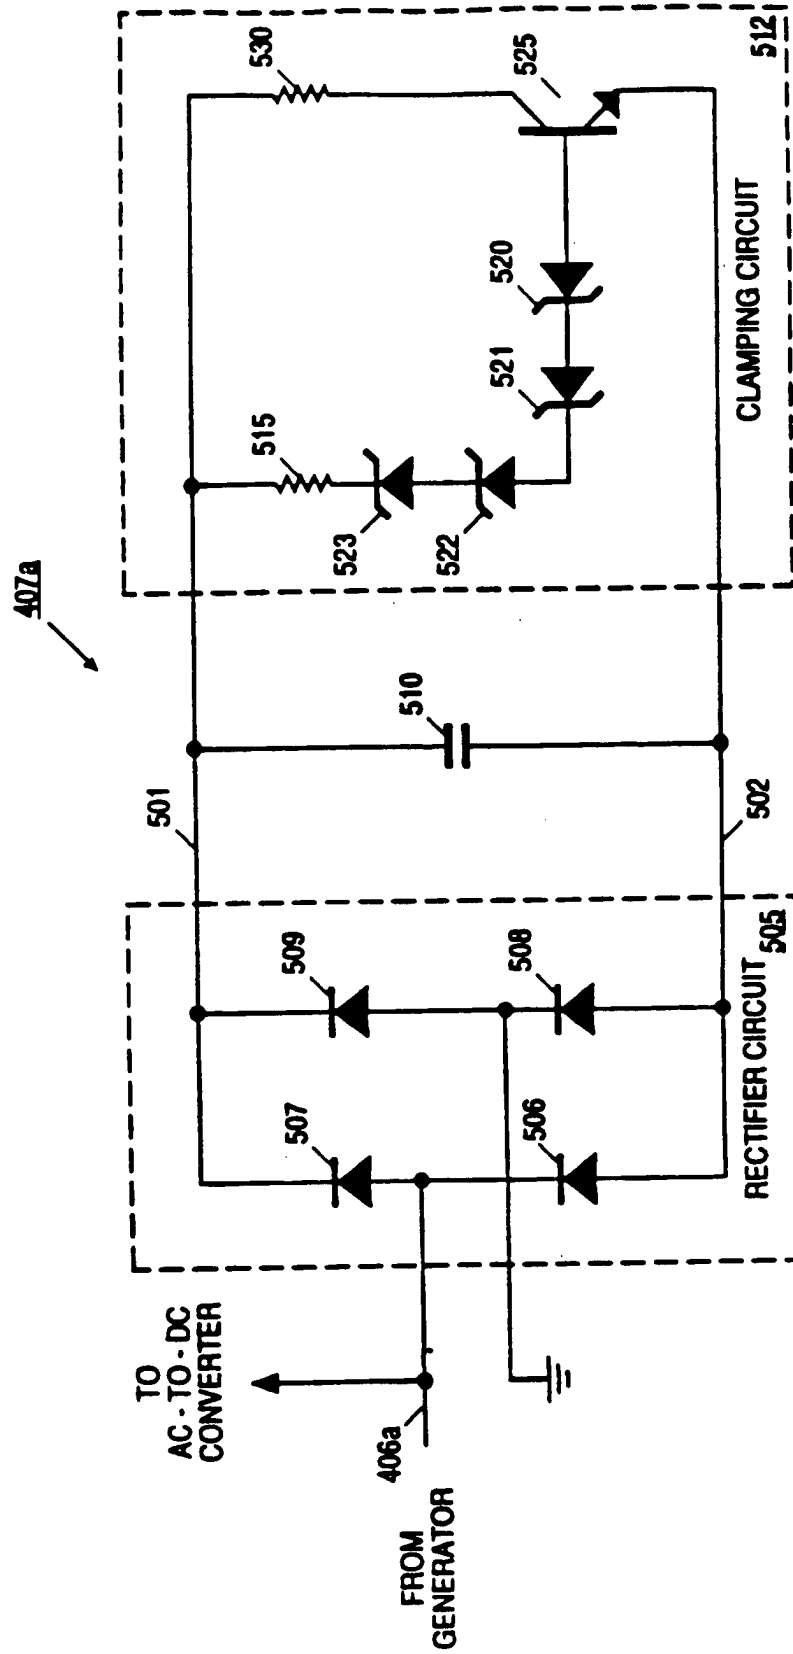 407a
TO
AC - TO - DC
CONVERTER
FROM
GENERATOR
406a
507
506
509
508
RECTIFIER CIRCUIT
505
501
502
510
515
523
522
521
520
530
525
CLAMPING CIRCUIT
512